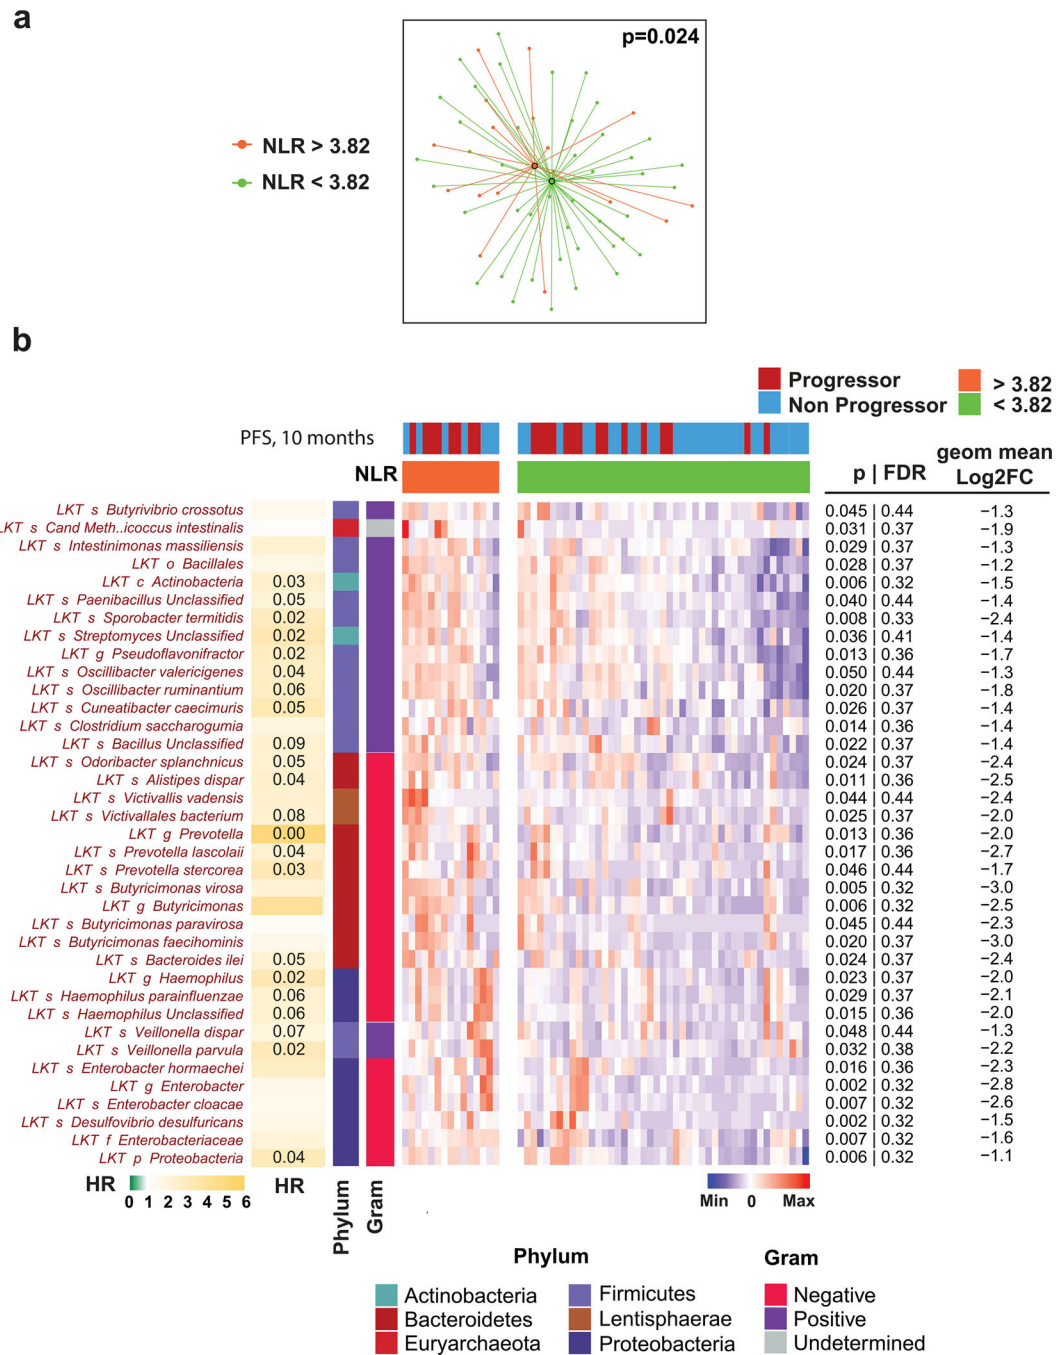 a
p=0.024
NLR > 3.82
NLR < 3.82
b
Progressor
> 3.82
Non Progressor
< 3.82
PFS, 10 months
NLR
p | FDR
geom mean
Log2FC
LKT s Butyrivibrio crossotus 0.045 | 0.44 −1.3
LKT s Cand Meth..icoccus intestinalis 0.031 | 0.37 −1.9
LKT s Intestinimonas massiliensis 0.029 | 0.37 −1.3
LKT o Bacillales 0.028 | 0.37 −1.2
LKT c Actinobacteria 0.03 0.006 | 0.32 −1.5
LKT s Paenibacillus Unclassified 0.05 0.040 | 0.44 −1.4
LKT s Sporobacter termitidis 0.02 0.008 | 0.33 −2.4
LKT s Streptomyces Unclassified 0.02 0.036 | 0.41 −1.4
LKT g Pseudoflavonifractor 0.02 0.013 | 0.36 −1.7
LKT s Oscillibacter valericigenes 0.04 0.050 | 0.44 −1.3
LKT s Oscillibacter ruminantium 0.06 0.020 | 0.37 −1.8
LKT s Cuneatibacter caecimuris 0.05 0.026 | 0.37 −1.4
LKT s Clostridium saccharogumia 0.014 | 0.36 −1.4
LKT s Bacillus Unclassified 0.09 0.022 | 0.37 −1.4
LKT s Odoribacter splanchnicus 0.05 0.024 | 0.37 −2.4
LKT s Alistipes dispar 0.04 0.011 | 0.36 −2.5
LKT s Victivallis vadensis 0.044 | 0.44 −2.4
LKT s Victivallales bacterium 0.08 0.025 | 0.37 −2.0
LKT g Prevotella 0.00 0.013 | 0.36 −2.0
LKT s Prevotella lascolaii 0.04 0.017 | 0.36 −2.7
LKT s Prevotella stercorea 0.03 0.046 | 0.44 −1.7
LKT s Butyricimonas virosa 0.005 | 0.32 −3.0
LKT g Butyricimonas 0.006 | 0.32 −2.5
LKT s Butyricimonas paravirosa 0.045 | 0.44 −2.3
LKT s Butyricimonas faecihominis 0.020 | 0.37 −3.0
LKT s Bacteroides ilei 0.05 0.024 | 0.37 −2.4
LKT g Haemophilus 0.02 0.023 | 0.37 −2.0
LKT s Haemophilus parainfluenzae 0.06 0.029 | 0.37 −2.1
LKT s Haemophilus Unclassified 0.06 0.015 | 0.36 −2.0
LKT s Veillonella dispar 0.07 0.048 | 0.44 −1.3
LKT s Veillonella parvula 0.02 0.032 | 0.38 −2.2
LKT s Enterobacter hormaechei 0.016 | 0.36 −2.3
LKT g Enterobacter 0.002 | 0.32 −2.8
LKT s Enterobacter cloacae 0.007 | 0.32 −2.6
LKT s Desulfovibrio desulfuricans 0.002 | 0.32 −1.5
LKT f Enterobacteriaceae 0.007 | 0.32 −1.6
LKT p Proteobacteria 0.04 0.006 | 0.32 −1.1
HR
0 1 2 3 4 5 6
HR
Phylum
Gram
Min 0 Max
Phylum
Gram
Actinobacteria
Firmicutes
Negative
Bacteroidetes
Lentisphaerae
Positive
Euryarchaeota
Proteobacteria
Undetermined